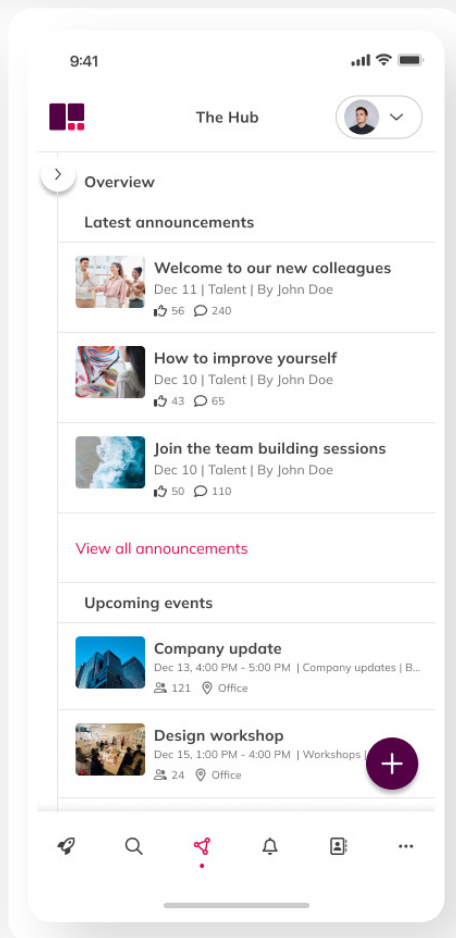 9:41
The Hub
Overview
Latest announcements
Welcome to our new colleagues
Dec 11 | Talent | By John Doe
56 240
How to improve yourself
Dec 10 | Talent | By John Doe
43 65
Join the team building sessions
Dec 10 | Talent | By John Doe
50 110
View all announcements
Upcoming events
Company update
Dec 13, 4:00 PM - 5:00 PM | Company updates | B...
121 Office
Design workshop
Dec 15, 1:00 PM - 4:00 PM | Workshops |
24 Office